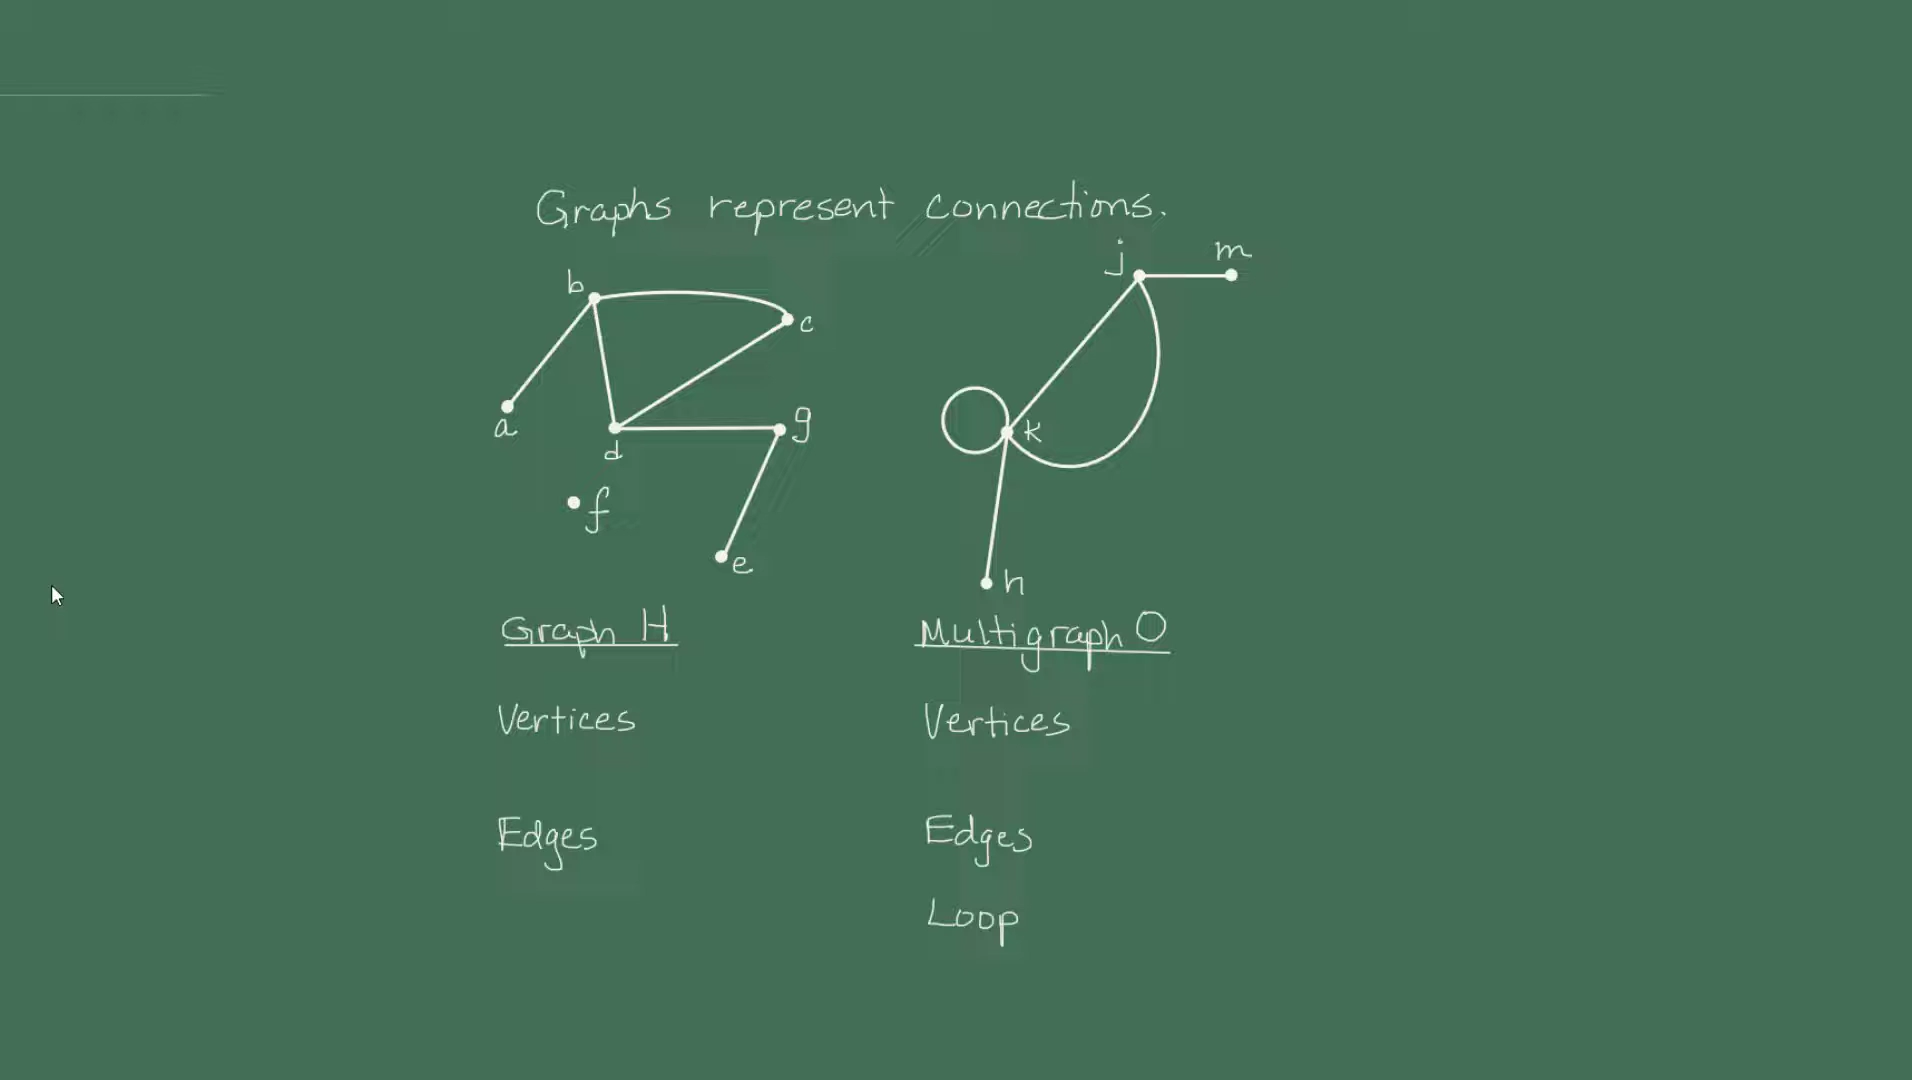 Graphs represent connections.
b
c
a
d
g
f
e
j
m
k
h
Graph H
Vertices
Edges
Multigraph O
Vertices
Edges
Loop